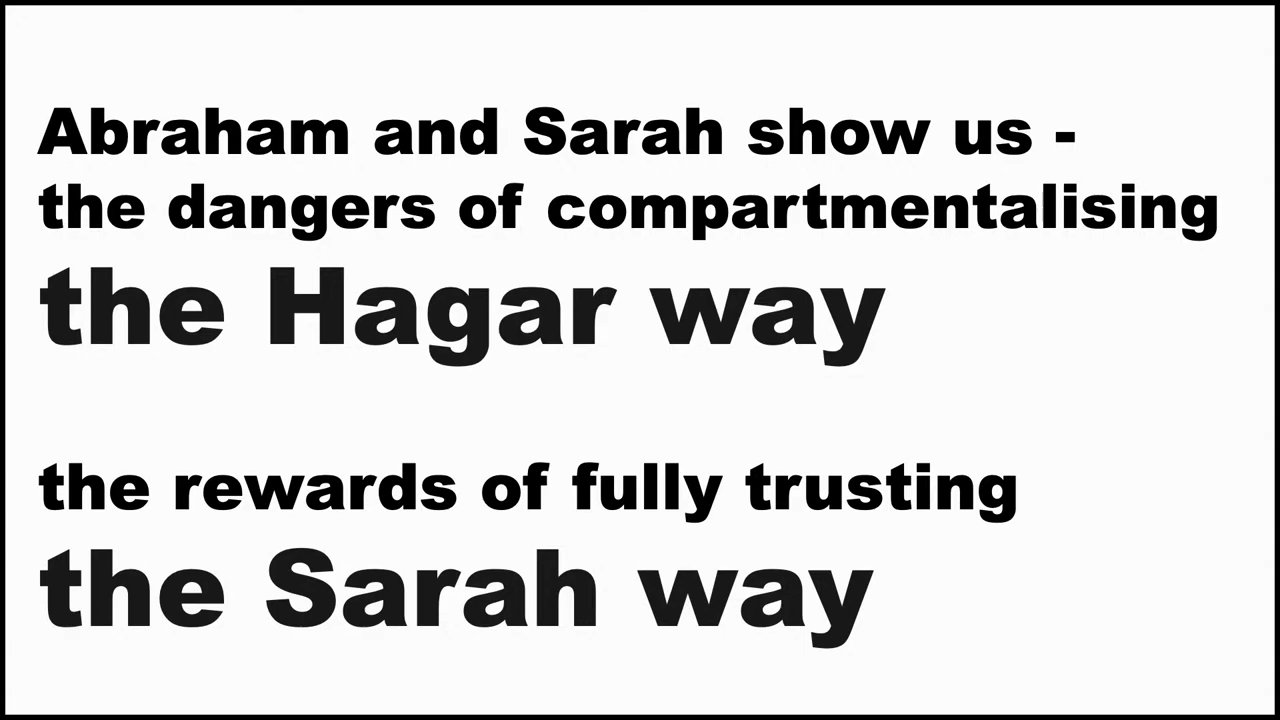 Abraham and Sarah show us -
the dangers of compartmentalising
the Hagar way
the rewards of fully trusting
the Sarah way